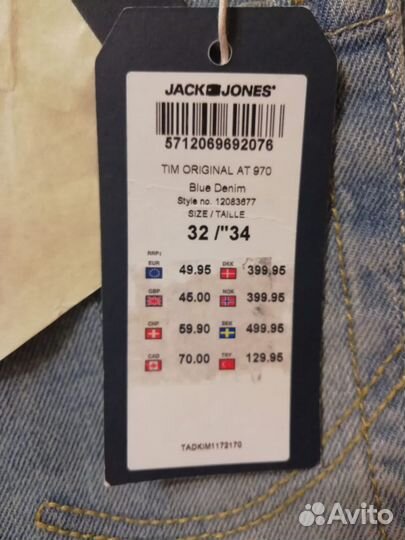 JACK JONES
5712069692076
TIM ORIGINAL AT 970
Blue Denim
Style no. 12083677
SIZE / TAILLE
32 /"34
RRP:
EUR 49.95 DKK 399.95
GBP 45.00 NOK 399.95
CHF 59.90 SEK 499.95
CAD 70.00 TRY 129.95
TADKIM1172170
Avito